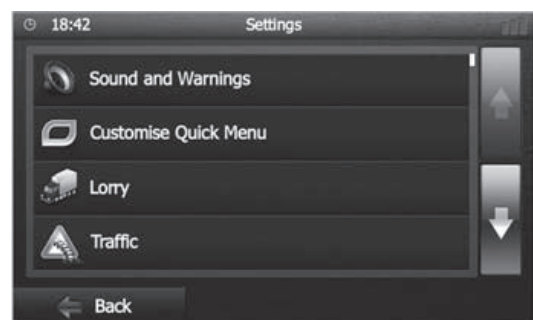 18:42 Settings
Sound and Warnings
Customise Quick Menu
Lorry
Traffic
Back